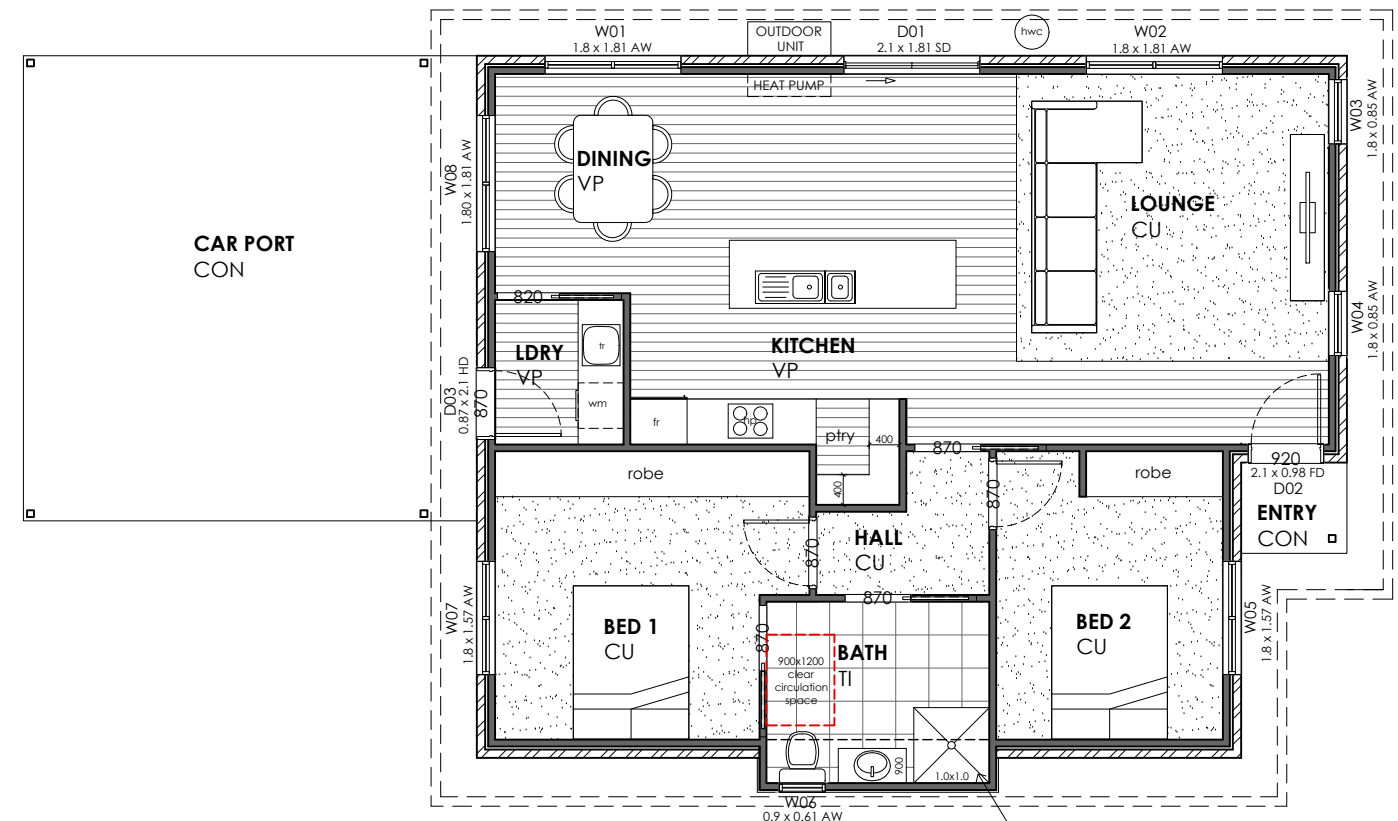 W01
1.8 x 1.81 AW
OUTDOOR
UNIT
D01
2.1 x 1.81 SD
hwc
W02
1.8 x 1.81 AW
HEAT PUMP
W03
1.8 x 0.85 AW
W08
1.80 x 1.81 AW
DINING
VP
LOUNGE
CU
CAR PORT
CON
W04
1.8 x 0.85 AW
820
LDRY
VP
tr
wm
KITCHEN
VP
D03
0.87 x 2.1 HD
870
fr
hp
ptry
400
400
870
920
2.1 x 0.98 FD
D02
ENTRY
CON
robe
robe
870
HALL
CU
870
870
W07
1.8 x 1.57 AW
BED 1
CU
870
BATH
TI
900x1200
clear
circulation
space
BED 2
CU
W05
1.8 x 1.57 AW
900
1.0x1.0
W06
0.9 x 0.61 AW